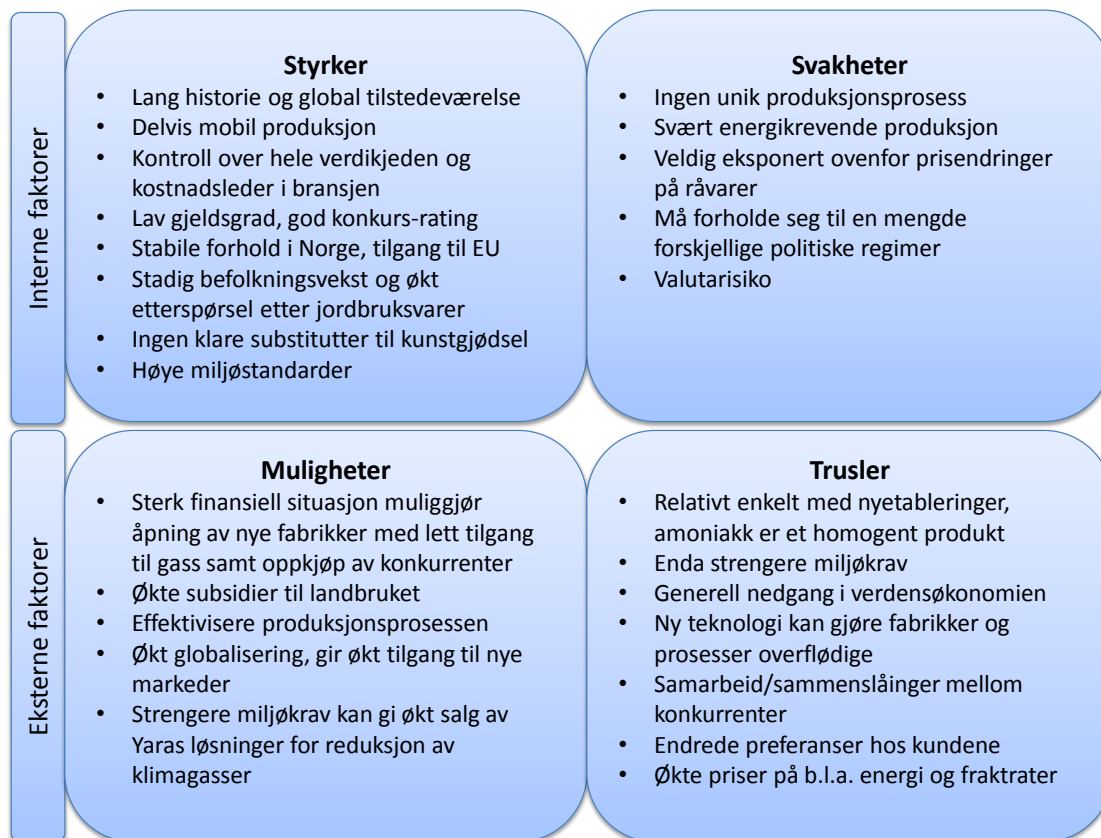 Interne faktorer
Styrker
• Lang historie og global tilstedeværelse
• Delvis mobil produksjon
• Kontroll over hele verdikjeden og
kostnadsleder i bransjen
• Lav gjeldsgrad, god konkurs-rating
• Stabile forhold i Norge, tilgang til EU
• Stadig befolkningsvekst og økt
etterspørsel etter jordbruksvarer
• Ingen klare substitutter til kunstgjødsel
• Høye miljøstandarder
Svakheter
• Ingen unik produksjonsprosess
• Svært energikrevende produksjon
• Veldig eksponert ovenfor prisendringer
på råvarer
• Må forholde seg til en mengde
forskjellige politiske regimer
• Valutarisiko
Eksterne faktorer
Muligheter
• Sterk finansiell situasjon muliggjør
åpning av nye fabrikker med lett tilgang
til gass samt oppkjøp av konkurrenter
• Økte subsidier til landbruket
• Effektivisere produksjonsprosessen
• Økt globalisering, gir økt tilgang til nye
markeder
• Strengere miljøkrav kan gi økt salg av
Yaras løsninger for reduksjon av
klimagasser
Trusler
• Relativt enkelt med nyetableringer,
amoniakk er et homogent produkt
• Enda strengere miljøkrav
• Generell nedgang i verdensøkonomien
• Ny teknologi kan gjøre fabrikker og
prosesser overflødige
• Samarbeid/sammenslåinger mellom
konkurrenter
• Endrede preferanser hos kundene
• Økte priser på b.l.a. energi og fraktrater